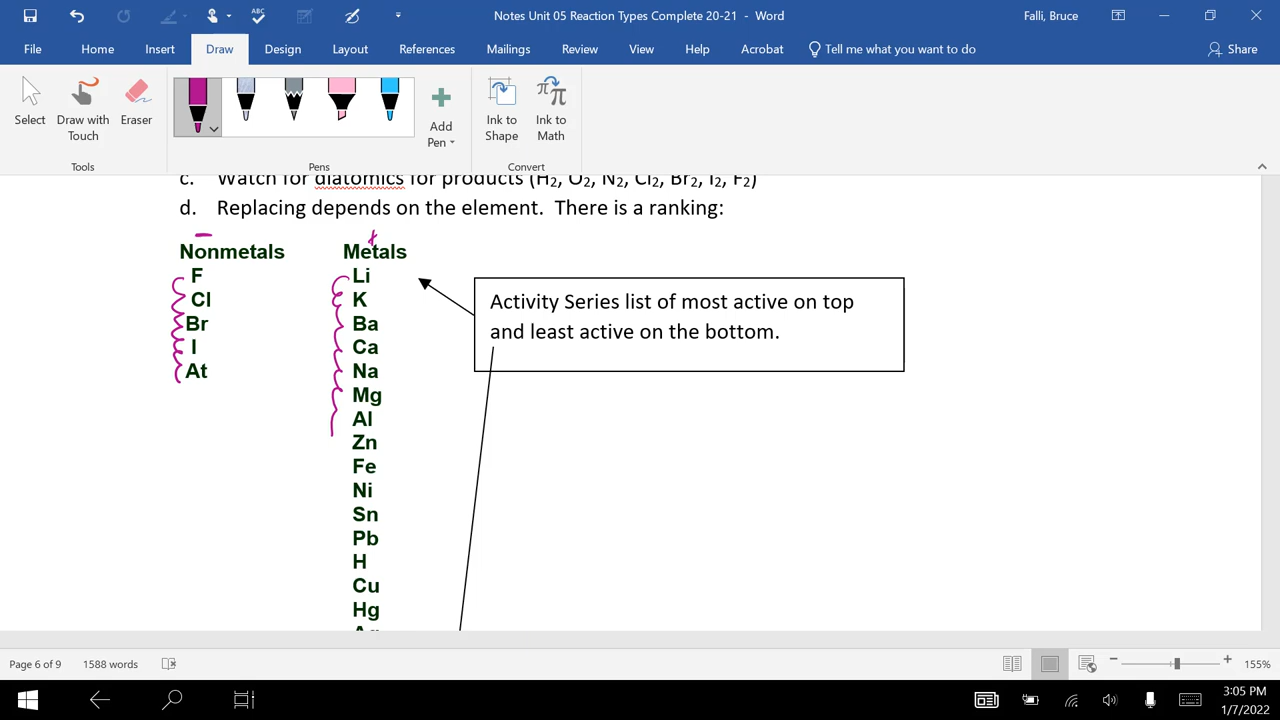 Notes Unit 05 Reaction Types Complete 20-21 - Word
Falli, Bruce
File Home Insert Draw Design Layout References Mailings Review View Help Acrobat Tell me what you want to do Share
Select
Draw with Touch
Eraser
Add Pen
Ink to Shape
Ink to Math
Tools Pens Convert
c. Watch for diatomics for products (H₂, O₂, N₂, Cl₂, Br₂, I₂, F₂)
d. Replacing depends on the element. There is a ranking:
− +
Nonmetals Metals
F Li
Cl K
Br Ba
I Ca
At Na
Mg
Al
Zn
Fe
Ni
Sn
Pb
H
Cu
Hg
Activity Series list of most active on top
and least active on the bottom.
Page 6 of 9 1588 words 155%
3:05 PM
1/7/2022